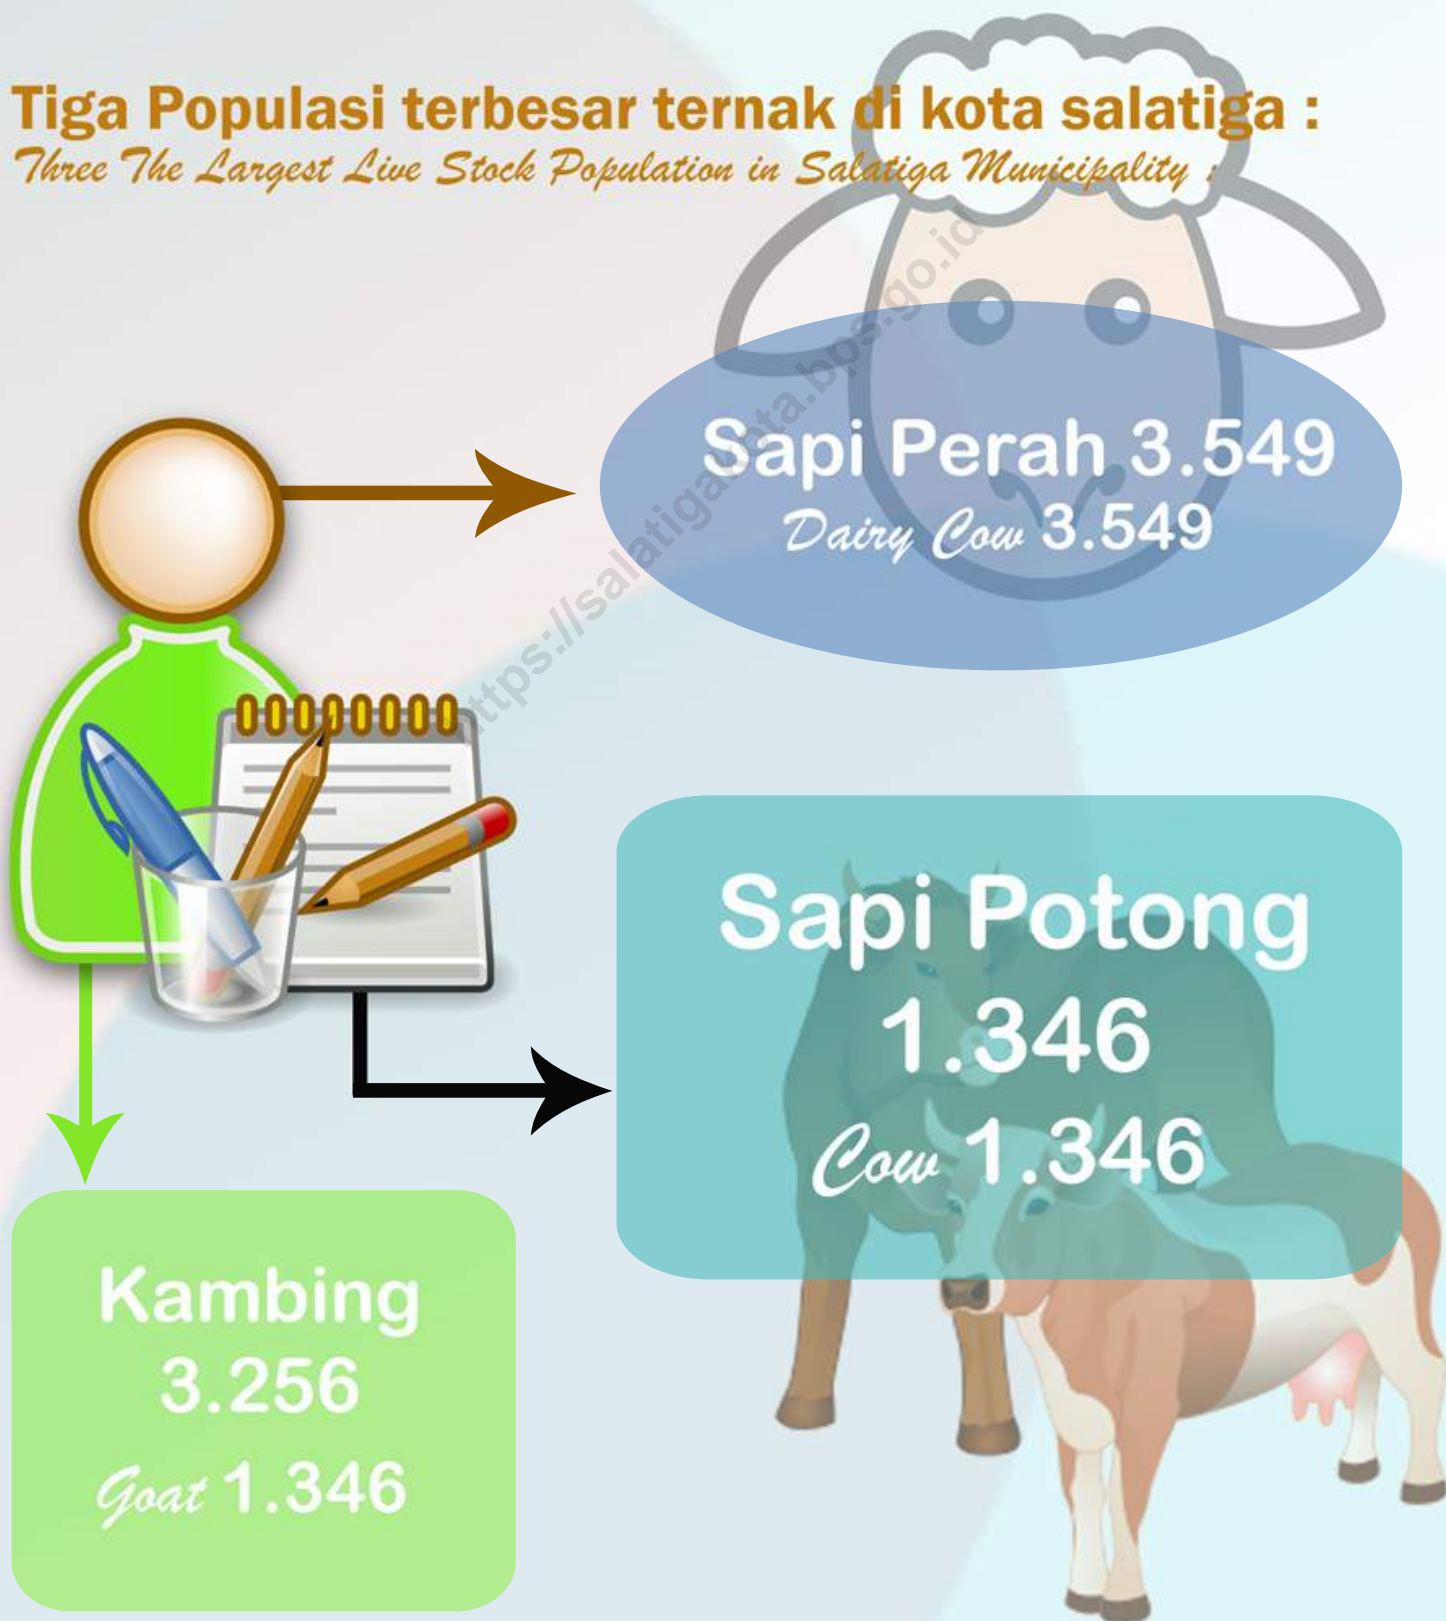 Tiga Populasi terbesar ternak di kota salatiga :
Three The Largest Live Stock Population in Salatiga Municipality :
Sapi Perah 3.549
Dairy Cow 3.549
https://salatigakota.bps.go.id
Sapi Potong
1.346
Cow 1.346
Kambing
3.256
Goat 1.346